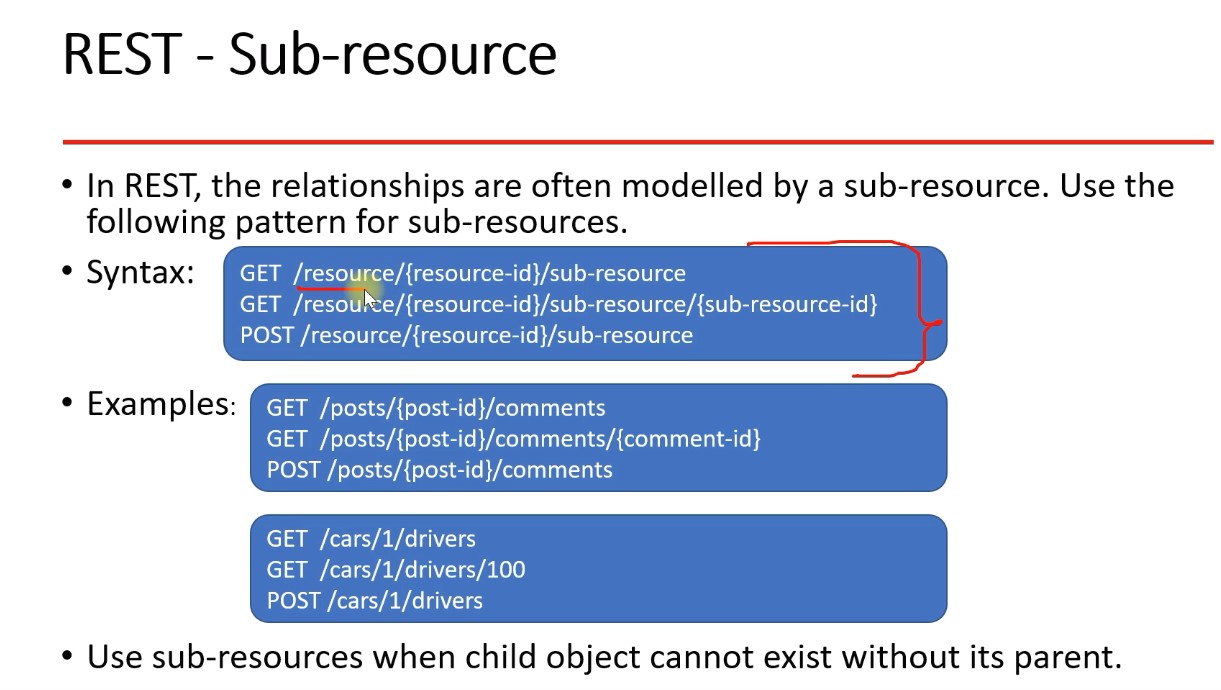 REST - Sub-resource
• In REST, the relationships are often modelled by a sub-resource. Use the
following pattern for sub-resources.
• Syntax:
GET /resource/{resource-id}/sub-resource
GET /resource/{resource-id}/sub-resource/{sub-resource-id}
POST /resource/{resource-id}/sub-resource
• Examples:
GET /posts/{post-id}/comments
GET /posts/{post-id}/comments/{comment-id}
POST /posts/{post-id}/comments
GET /cars/1/drivers
GET /cars/1/drivers/100
POST /cars/1/drivers
• Use sub-resources when child object cannot exist without its parent.